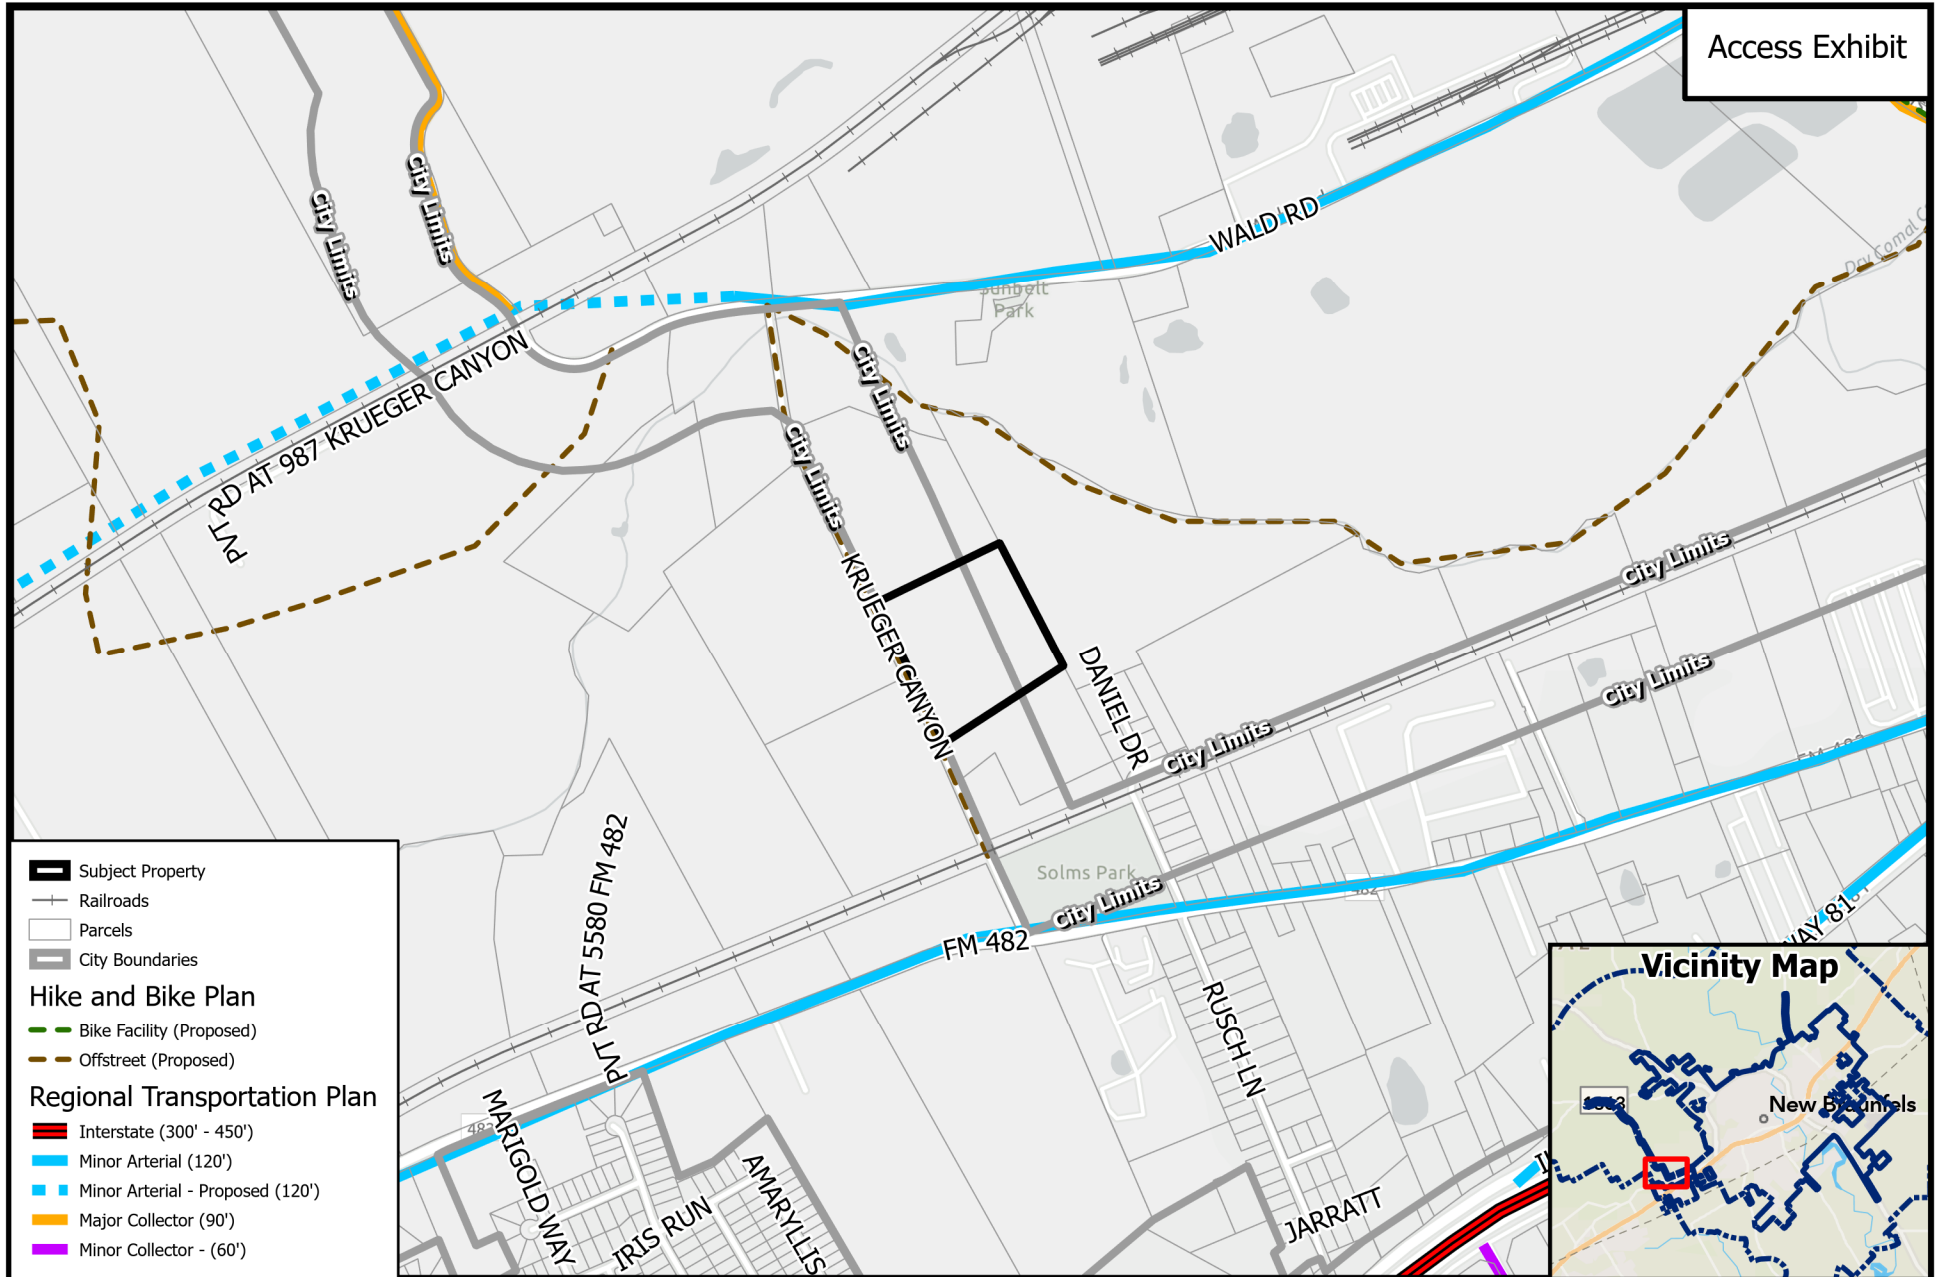 Access Exhibit
City Limits
City Limits
WALD RD
Sunbelt
Park
City Limits
City Limits
PVT RD AT 987 KRUEGER CANYON
KRUEGER CANYON
DANIEL DR
City Limits
City Limits
City Limits
City Limits
Solms Park
FM 482
FM 482
482
482
PVT RD AT 5580 FM 482
RUSCH LN
MARIGOLD WAY
IRIS RUN
AMARYLLIS
JARRATT
Subject Property
Railroads
Parcels
City Boundaries
Hike and Bike Plan
Bike Facility (Proposed)
Offstreet (Proposed)
Regional Transportation Plan
Interstate (300' - 450')
Minor Arterial (120')
Minor Arterial - Proposed (120')
Major Collector (90')
Minor Collector - (60')
Vicinity Map
New Braunfels